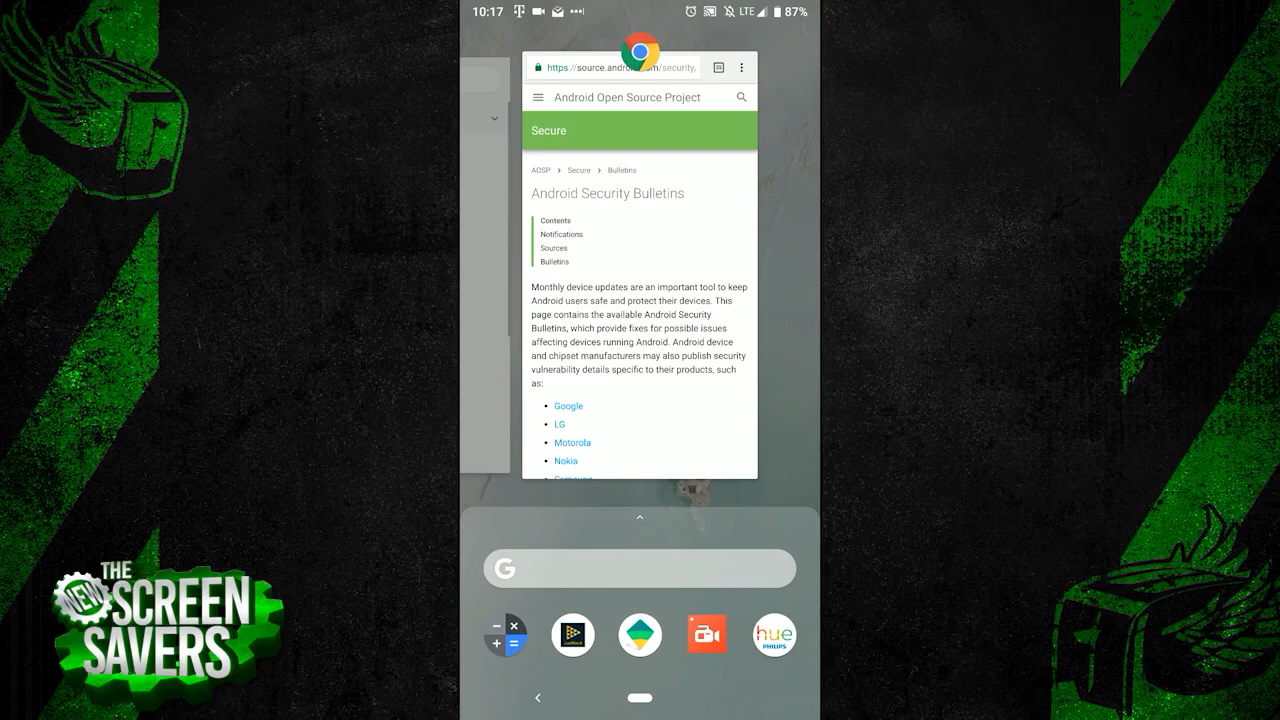 10:17
LTE
87%
https://source.andro
m/security,
Android Open Source Project
Secure
AOSP > Secure > Bulletins
Android Security Bulletins
Contents
Notifications
Sources
Bulletins
Monthly device updates are an important tool to keep
Android users safe and protect their devices. This
page contains the available Android Security
Bulletins, which provide fixes for possible issues
affecting devices running Android. Android device
and chipset manufacturers may also publish security
vulnerability details specific to their products, such
as:
• Google
• LG
• Motorola
• Nokia
G
hue
PHILIPS
THE
NEW
SCREEN
SAVERS